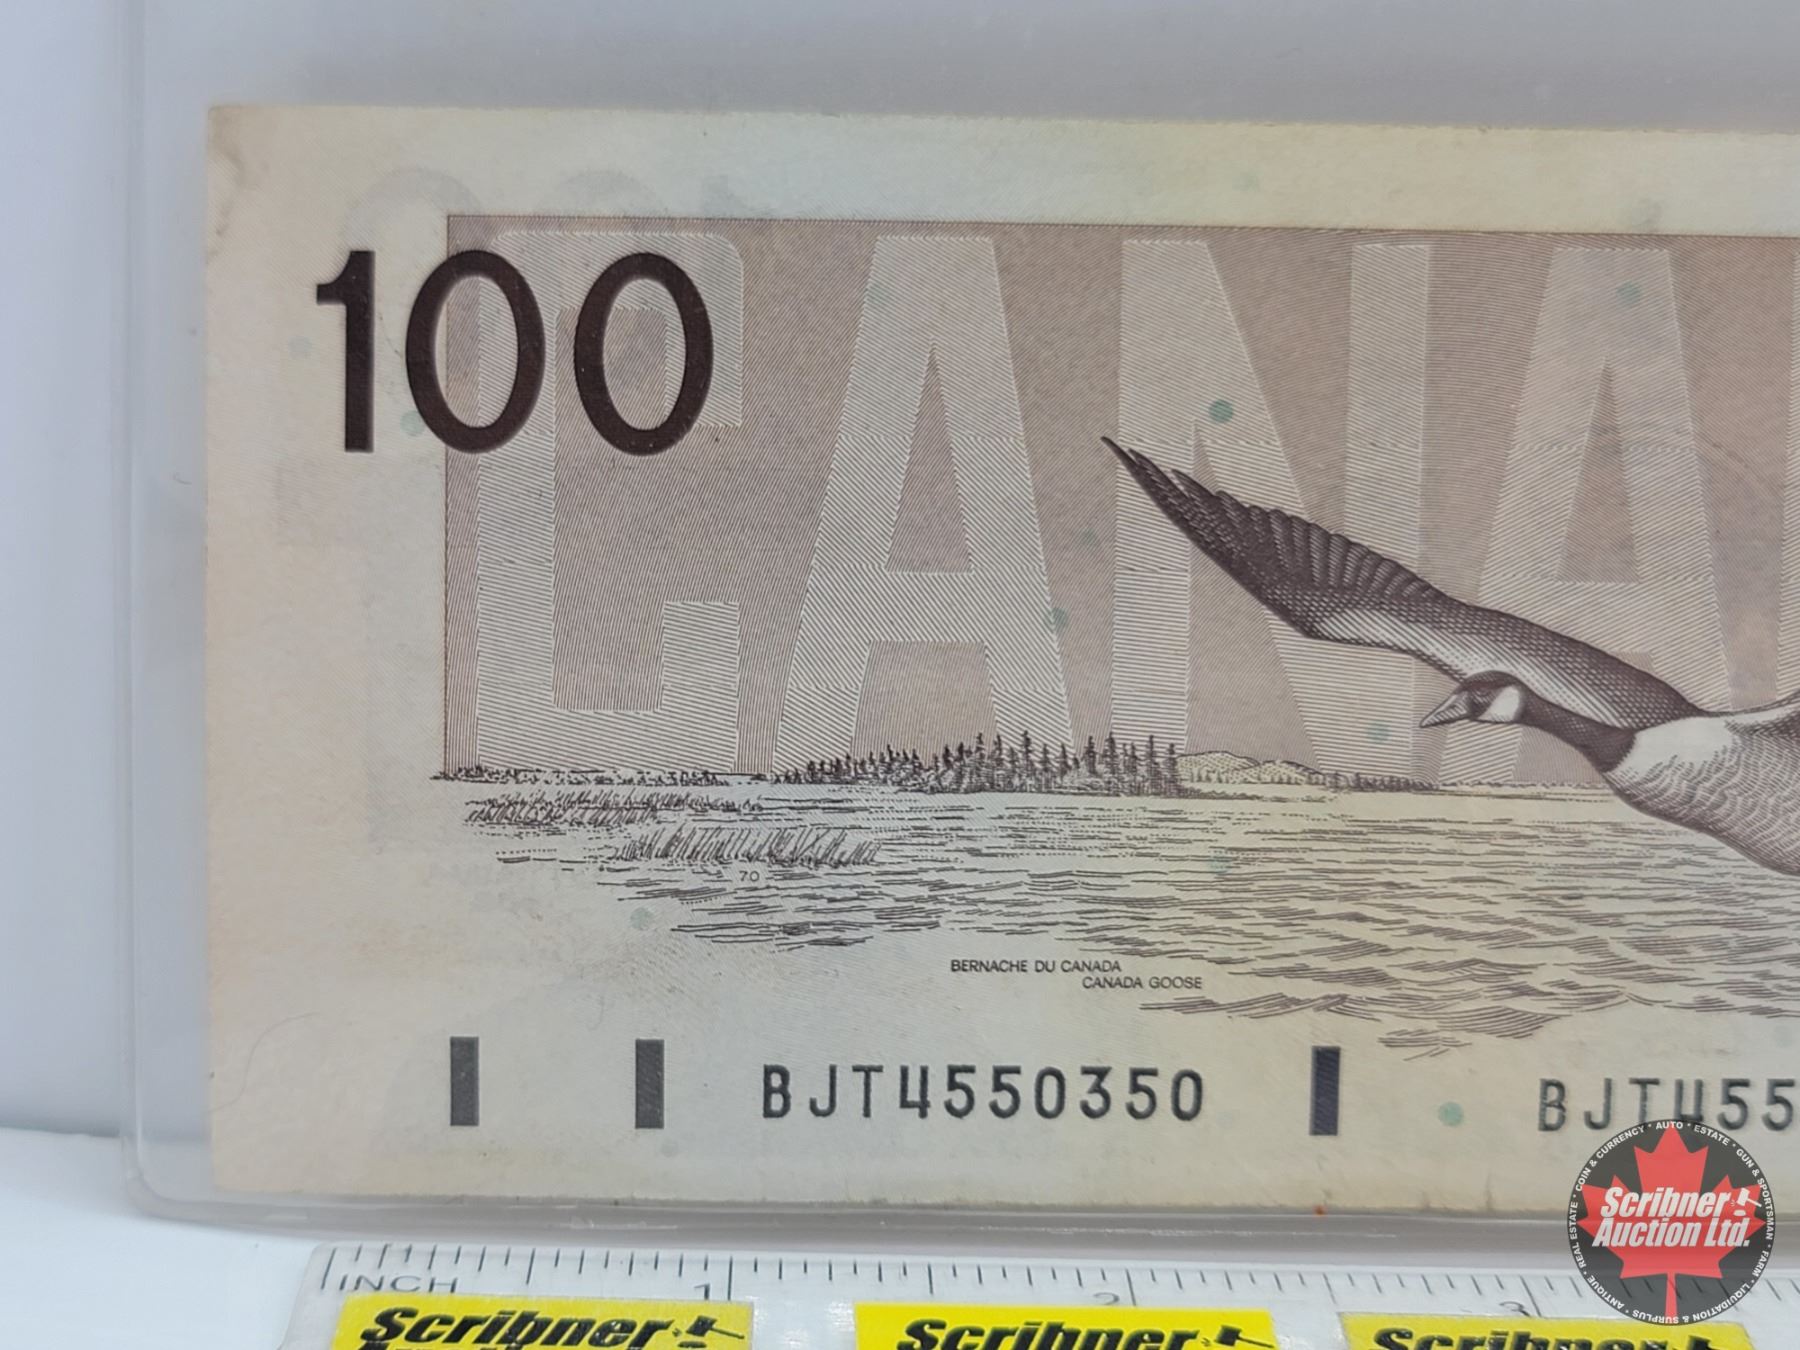 100
CANA
70
BERNACHE DU CANADA
CANADA GOOSE
BJT4550350 BJT455
COIN & CURRENCY · AUTO · ESTATE · GUN & SPORTSMAN · FARM · LIQUIDATION & SURPLUS · ANTIQUE · REAL ESTATE
Scribner
Auction Ltd.
INCH 1 2 3
Scribner Scribner Scribner